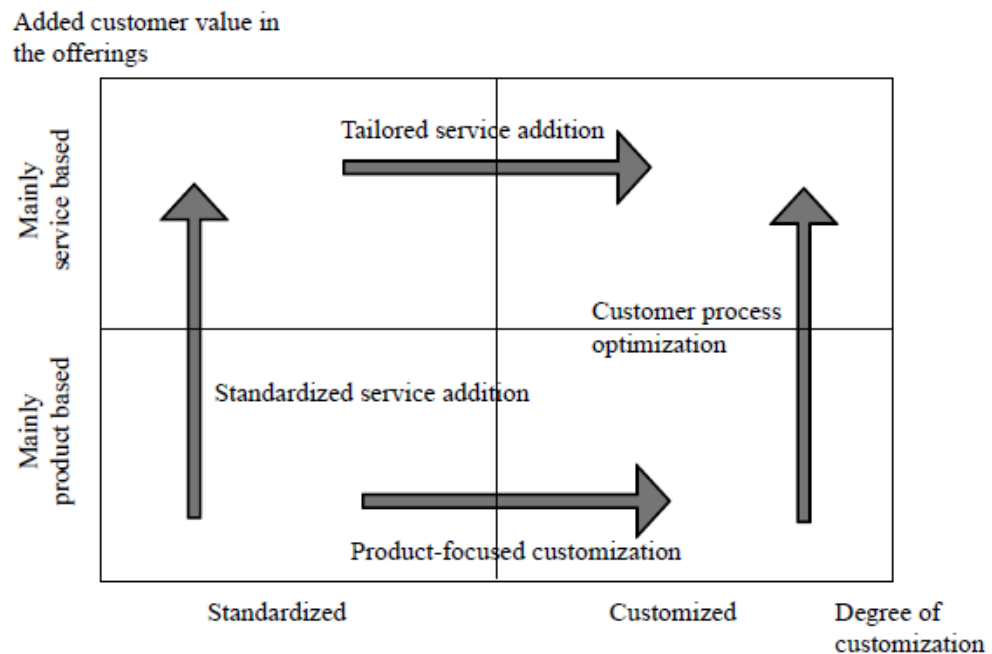 Added customer value in
the offerings
Mainly
service based
Tailored service addition
Customer process
optimization
Mainly
product based
Standardized service addition
Product-focused customization
Standardized
Customized
Degree of
customization